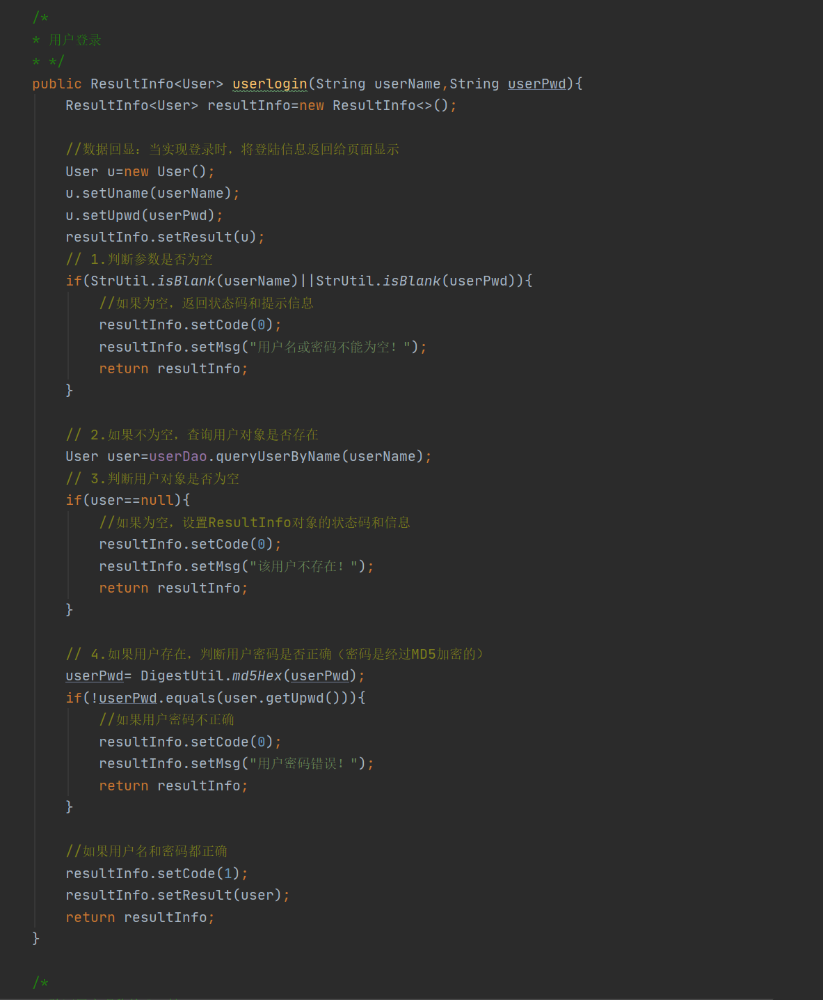 /*
* 用户登录
* */
public ResultInfo<User> userlogin(String userName,String userPwd){
    ResultInfo<User> resultInfo=new ResultInfo<>();

    //数据回显：当实现登录时，将登陆信息返回给页面显示
    User u=new User();
    u.setUname(userName);
    u.setUpwd(userPwd);
    resultInfo.setResult(u);
    // 1.判断参数是否为空
    if(StrUtil.isBlank(userName)||StrUtil.isBlank(userPwd)){
        //如果为空，返回状态码和提示信息
        resultInfo.setCode(0);
        resultInfo.setMsg("用户名或密码不能为空！");
        return resultInfo;
    }

    // 2.如果不为空，查询用户对象是否存在
    User user=userDao.queryUserByName(userName);
    // 3.判断用户对象是否为空
    if(user==null){
        //如果为空，设置ResultInfo对象的状态码和信息
        resultInfo.setCode(0);
        resultInfo.setMsg("该用户不存在！");
        return resultInfo;
    }

    // 4.如果用户存在，判断用户密码是否正确（密码是经过MD5加密的）
    userPwd= DigestUtil.md5Hex(userPwd);
    if(!userPwd.equals(user.getUpwd())){
        //如果用户密码不正确
        resultInfo.setCode(0);
        resultInfo.setMsg("用户密码错误！");
        return resultInfo;
    }

    //如果用户名和密码都正确
    resultInfo.setCode(1);
    resultInfo.setResult(user);
    return resultInfo;
}

/*